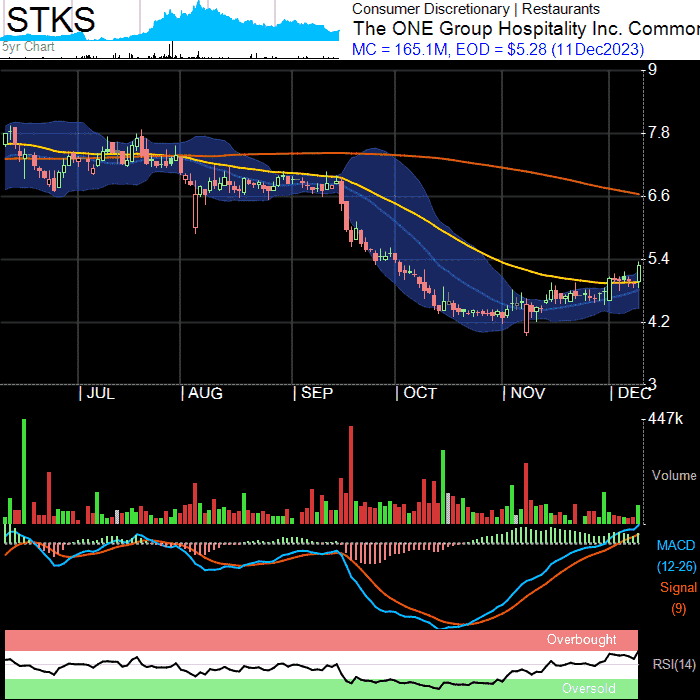 STKS
5yr Chart
Consumer Discretionary | Restaurants
The ONE Group Hospitality Inc. Common
MC = 165.1M, EOD = $5.28 (11Dec2023)
9
7.8
6.6
5.4
4.2
3
JUL AUG SEP OCT NOV DEC
447k
Volume
MACD
(12-26)
Signal
(9)
Overbought
RSI(14)
Oversold